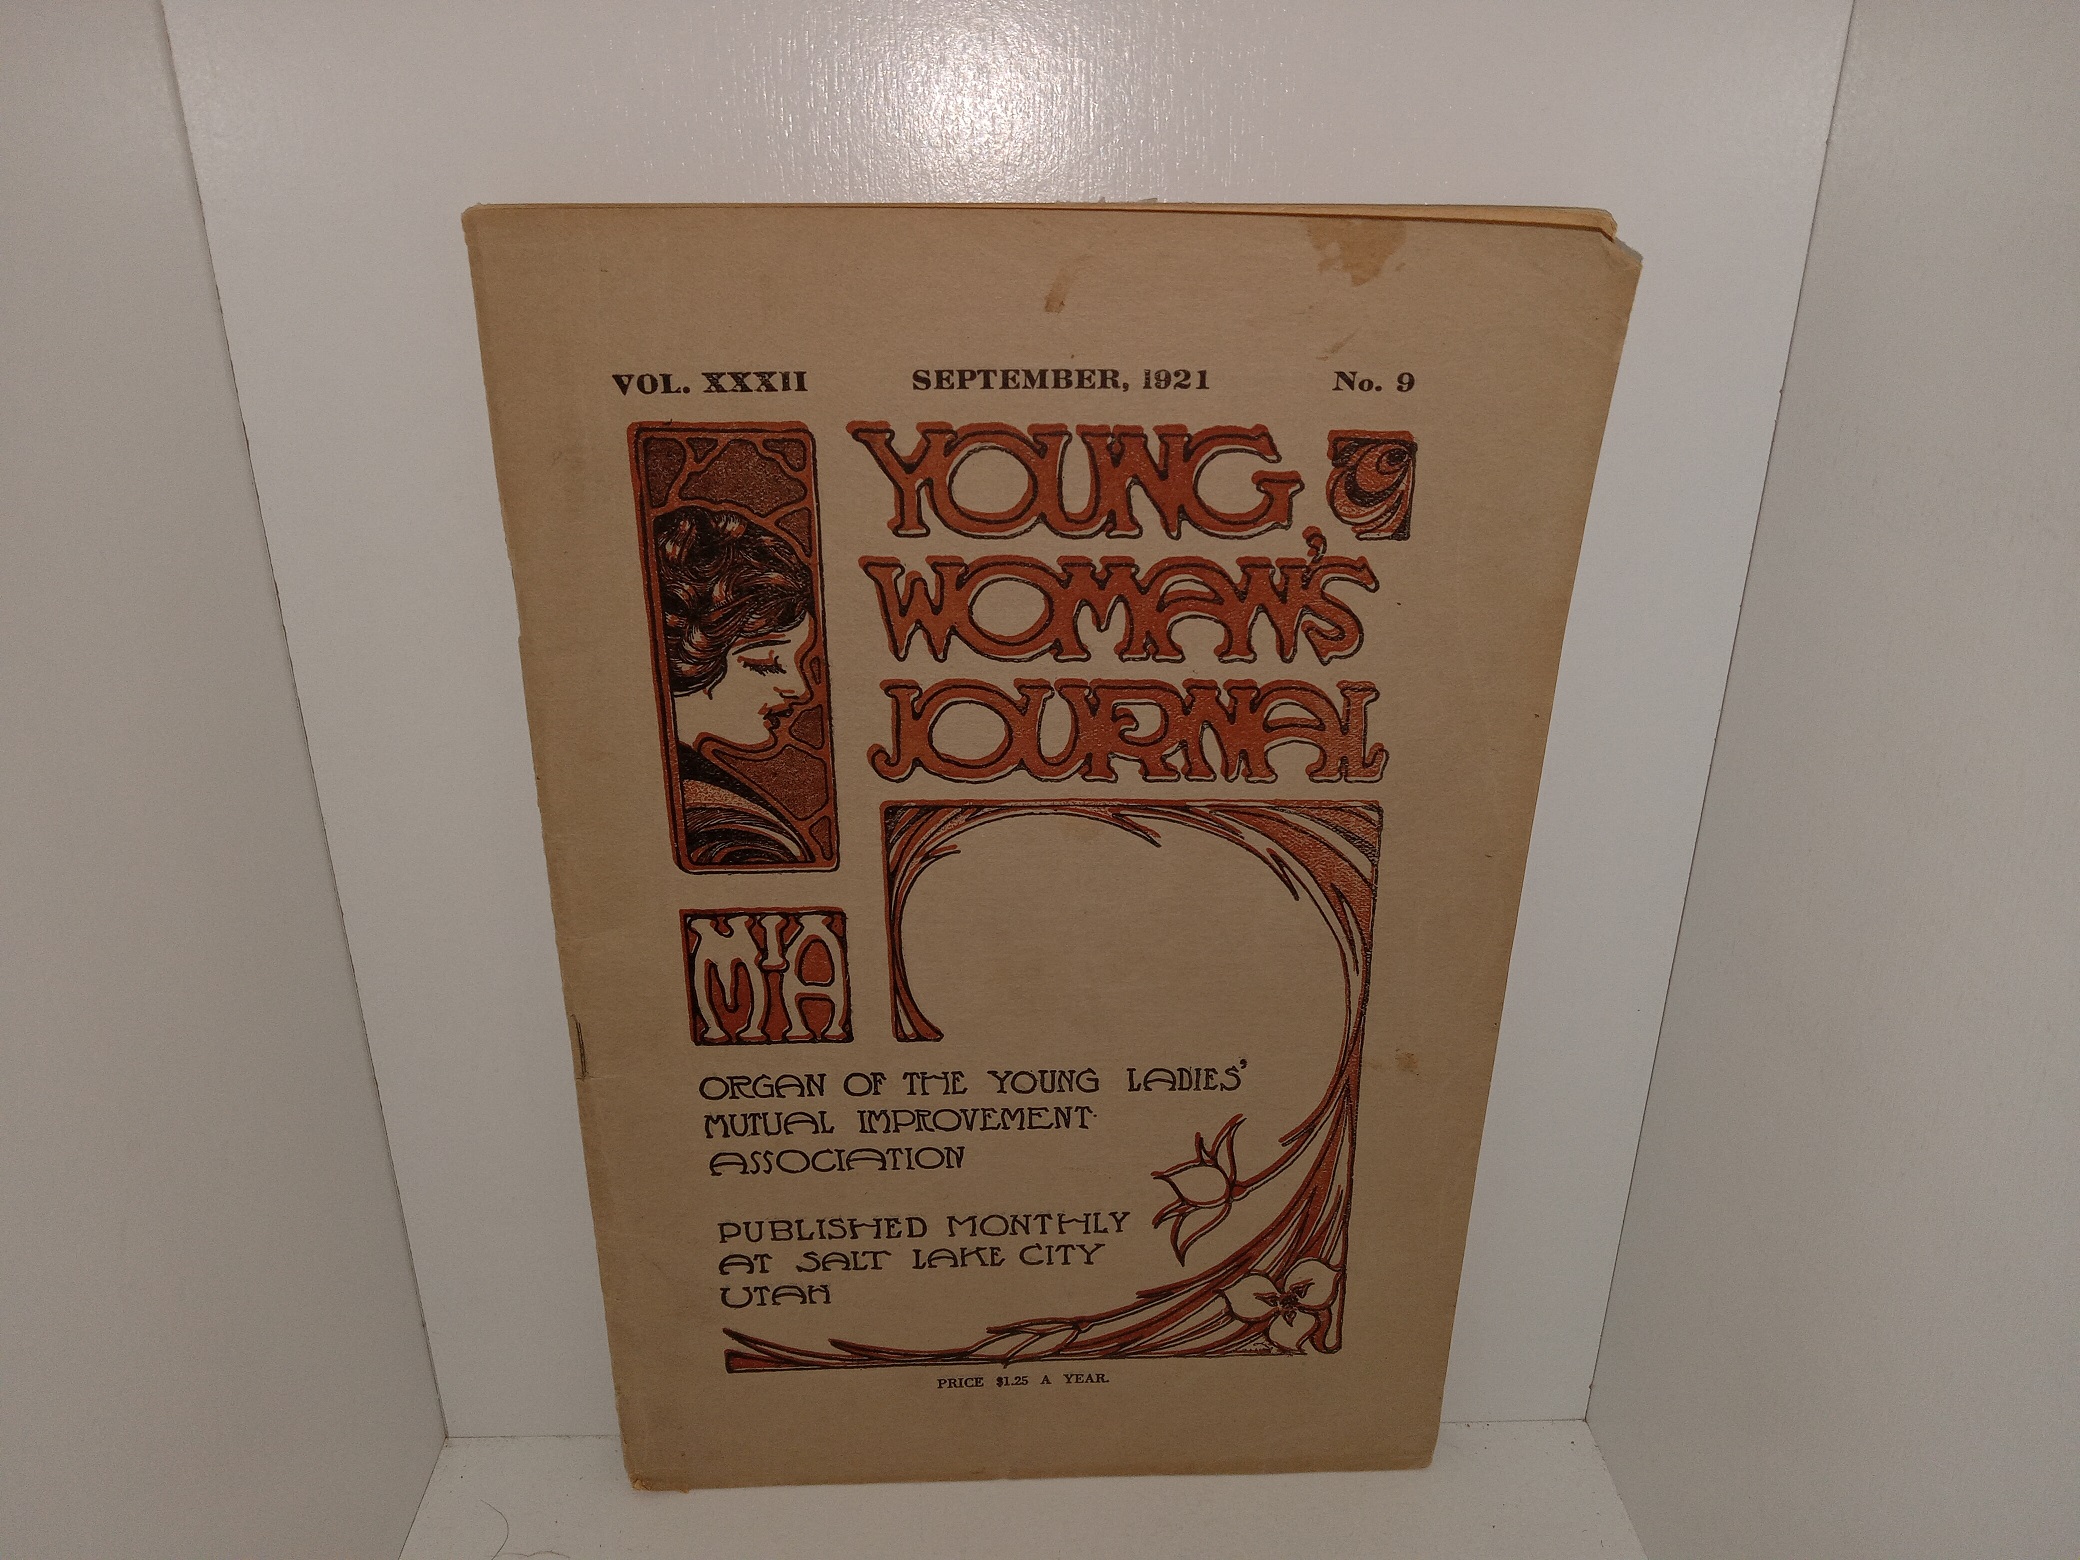 VOL. XXXII SEPTEMBER, 1921 No. 9
YOUNG
WOMAN'S
JOURNAL
MIA
ORGAN OF THE YOUNG LADIES'
MUTUAL IMPROVEMENT
ASSOCIATION
PUBLISHED MONTHLY
AT SALT LAKE CITY
UTAH
PRICE $1.25 A YEAR.